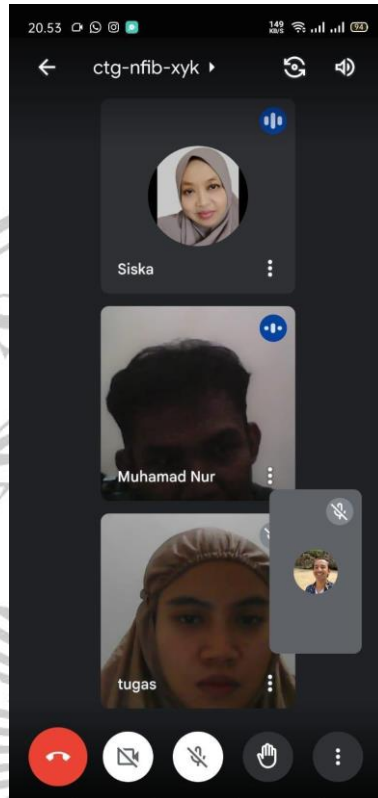 20.53
149
KB/S
94
ctg-nfib-xyk
Siska
Muhamad Nur
tugas